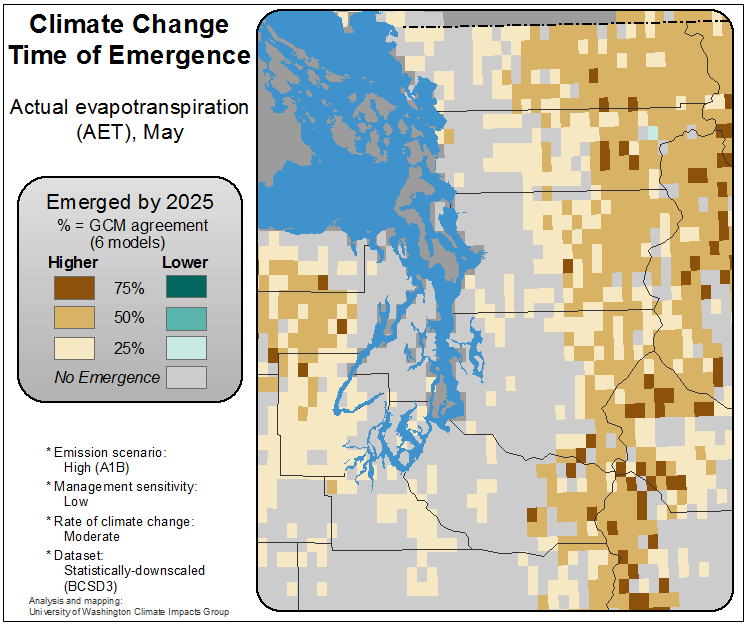 Climate Change
Time of Emergence
Actual evapotranspiration
(AET), May
Emerged by 2025
% = GCM agreement
(6 models)
Higher Lower
75%
50%
25%
No Emergence
* Emission scenario:
High (A1B)
* Management sensitivity:
Low
* Rate of climate change:
Moderate
* Dataset:
Statistically-downscaled
(BCSD3)
Analysis and mapping:
University of Washington Climate Impacts Group